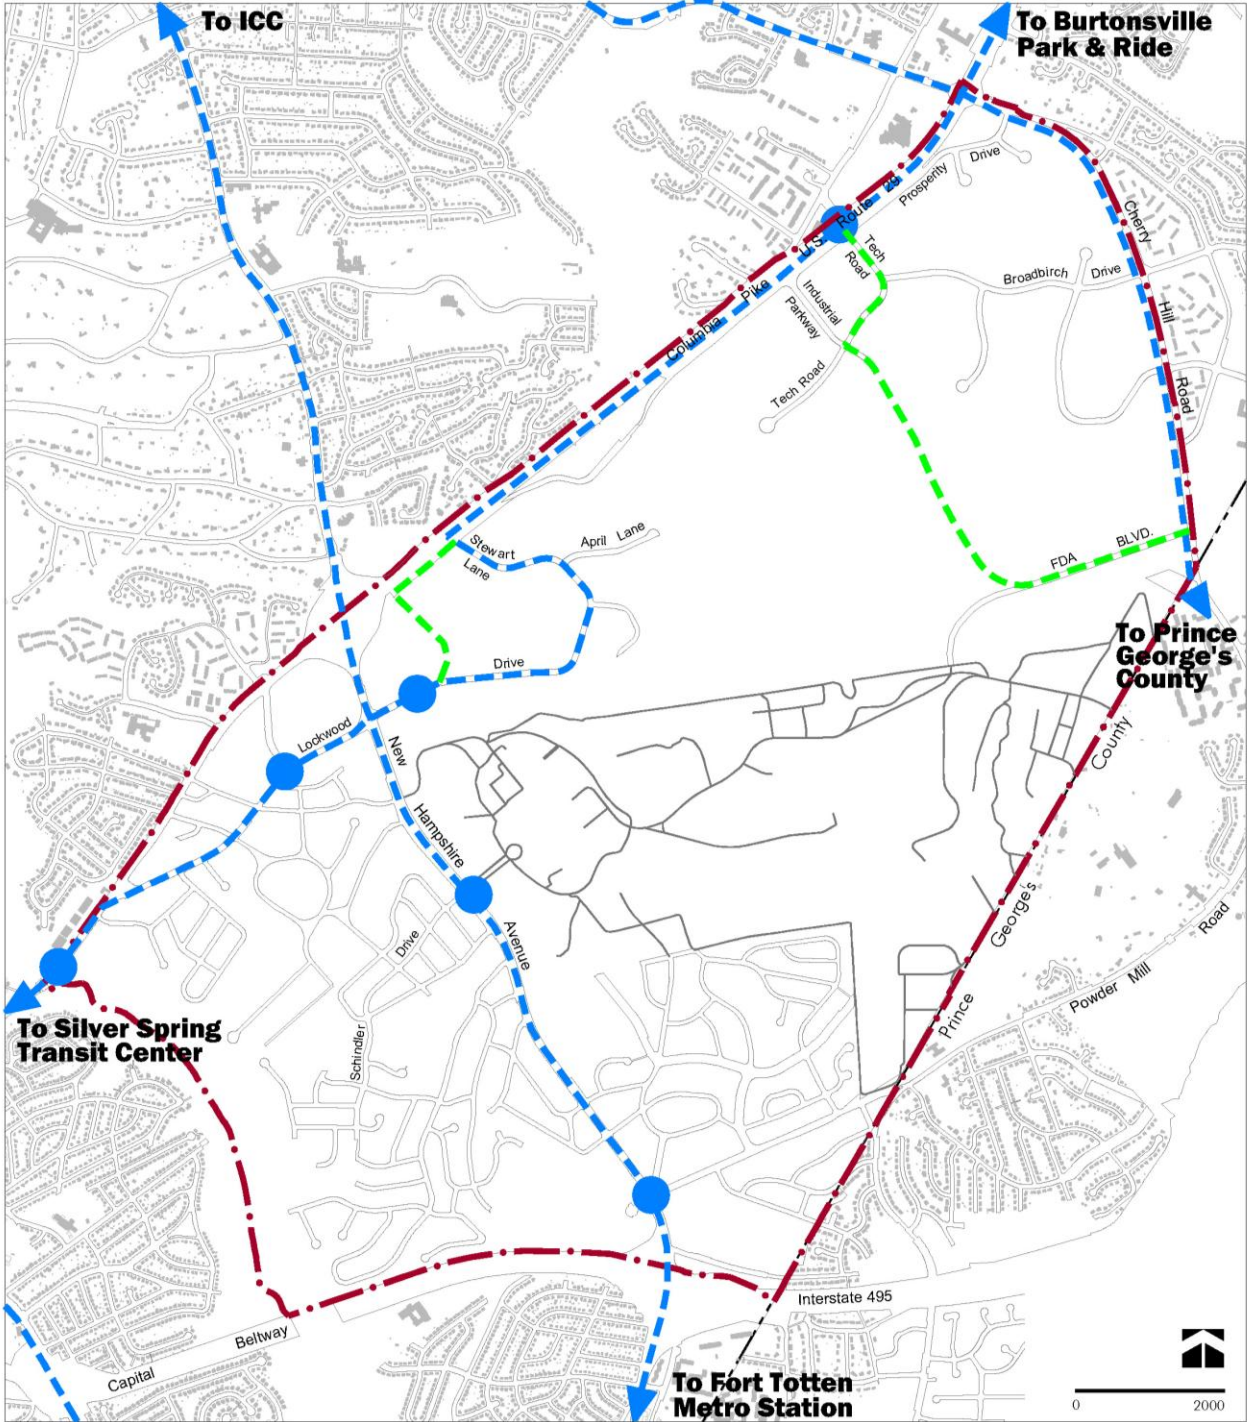 To ICC
To Burtonsville
Park & Ride
Drive
Prosperity
U S Route 29
Tech
Road
Cherry
Hill
Road
Broadbirch Drive
Industrial
Parkway
Columbia Pike
Tech Road
Stewart
Lane
April Lane
FDA BLVD.
To Prince
George's
County
Drive
Lockwood
New
Hampshire
Avenue
County
George's
Prince
Drive
Schindler
Road
Powder Mill
To Silver Spring
Transit Center
Interstate 495
Beltway
Capital
To Fort Totten
Metro Station
0 2000